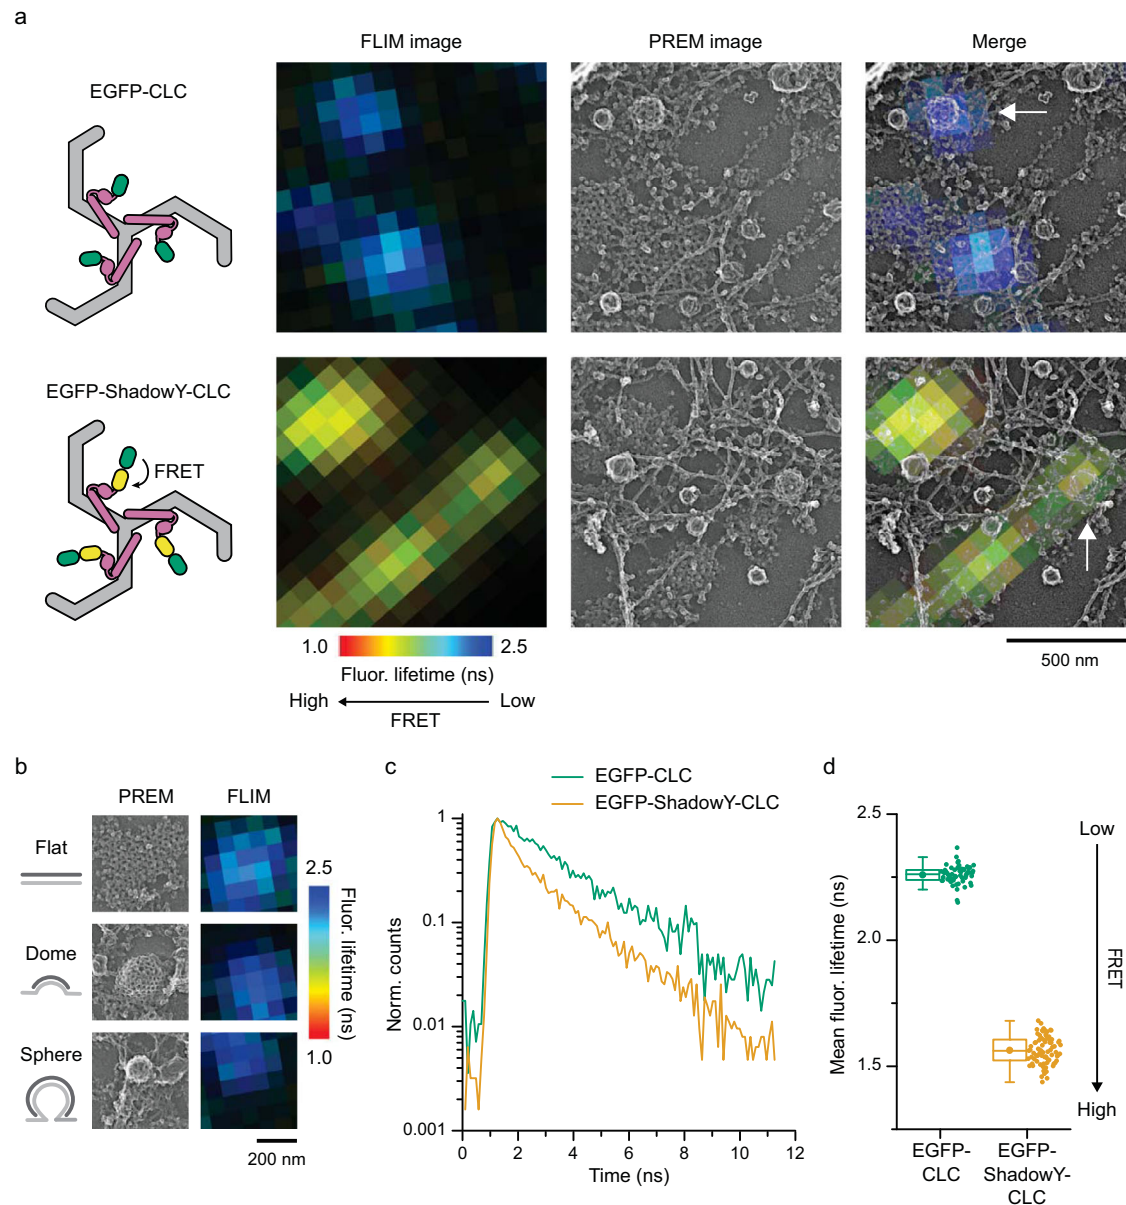 a
FLIM image
PREM image
Merge
EGFP-CLC
EGFP-ShadowY-CLC
FRET
1.0
2.5
Fluor. lifetime (ns)
High
Low
FRET
500 nm
b
PREM
FLIM
Flat
Dome
Sphere
2.5
Fluor. lifetime (ns)
1.0
200 nm
c
EGFP-CLC
EGFP-ShadowY-CLC
Norm. counts
1
0.1
0.01
0.001
0
2
4
6
8
10
12
Time (ns)
d
Mean fluor. lifetime (ns)
2.5
2.0
1.5
Low
FRET
High
EGFP-
CLC
EGFP-
ShadowY-
CLC